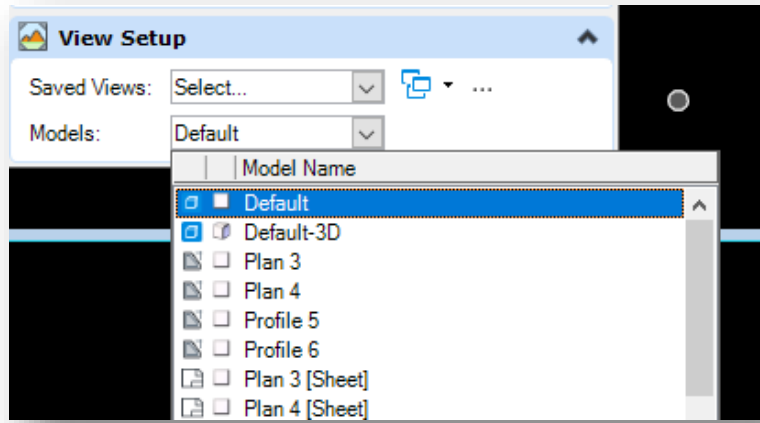 View Setup
Saved Views: Select... ...
Models: Default
Model Name
Default
Default-3D
Plan 3
Plan 4
Profile 5
Profile 6
Plan 3 [Sheet]
Plan 4 [Sheet]